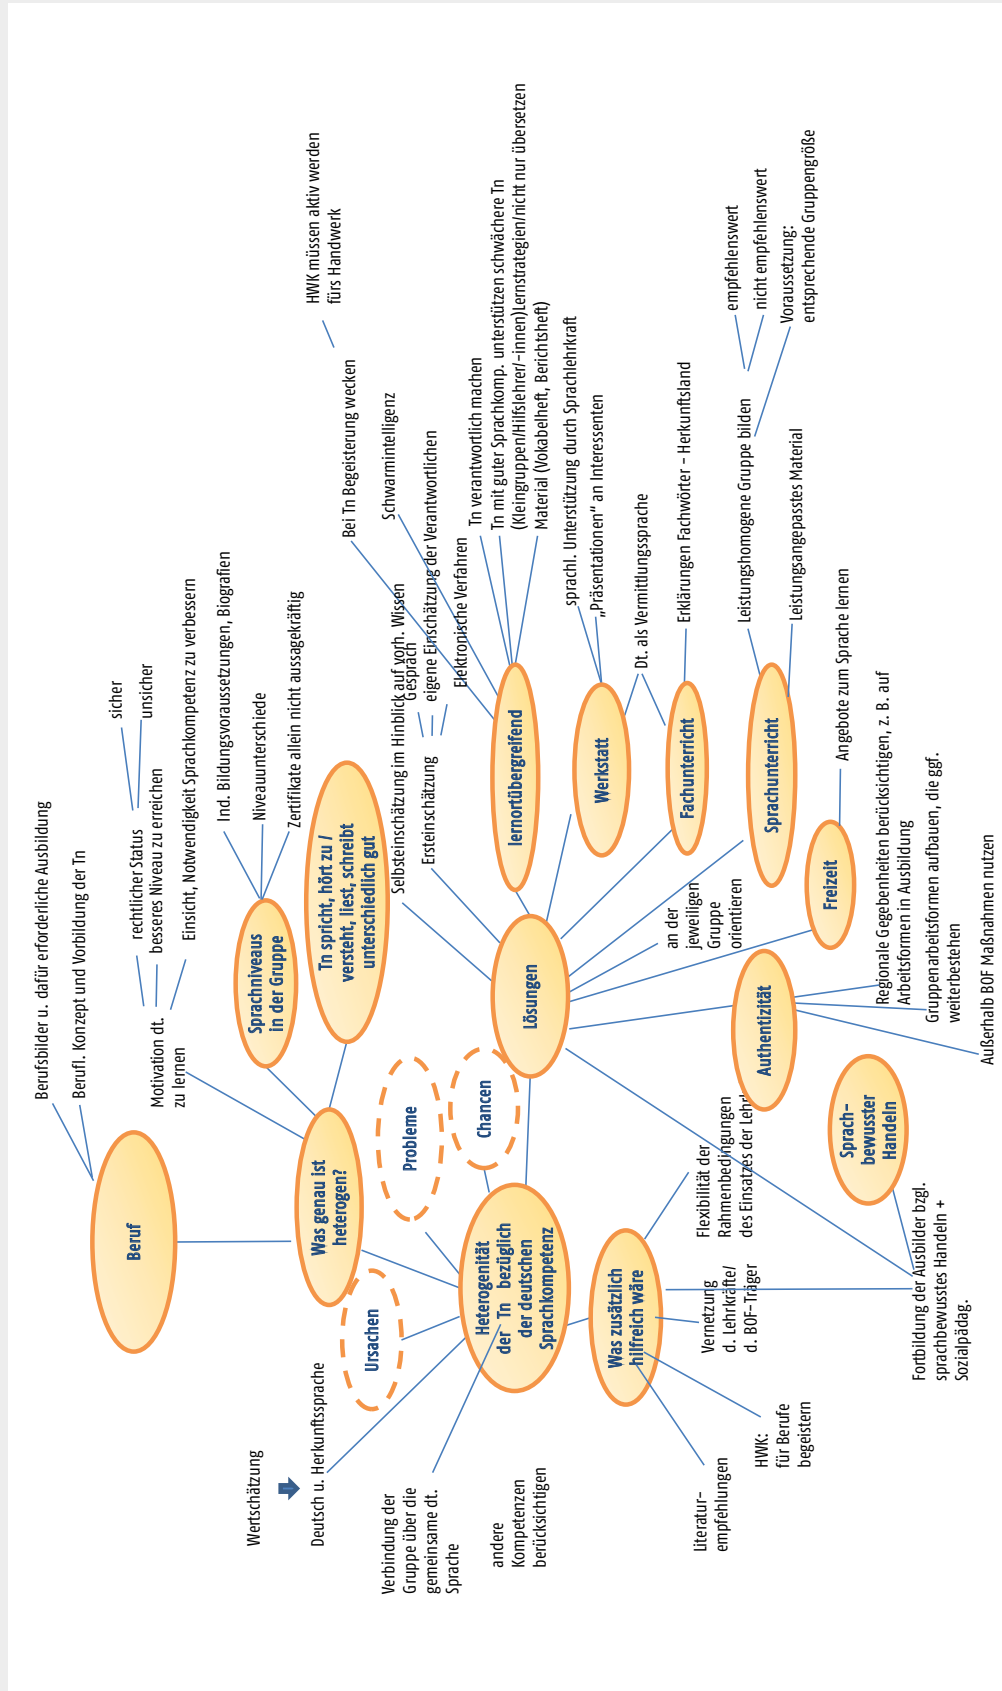 Berufsbilder u. dafür erforderliche Ausbildung
Berufl. Konzept und Vorbildung der Tn
Beruf
sicher
unsicher
rechtlicher Status
besseres Niveau zu erreichen
Einsicht, Notwendigkeit Sprachkompetenz zu verbessern
Motivation dt.
zu lernen
Ind. Bildungsvoraussetzungen, Biografien
Niveauunterschiede
Zertifikate allein nicht aussagekräftig
Sprachniveaus
in der Gruppe
Tn spricht, hört zu /
versteht, liest, schreibt
unterschiedlich gut
Was genau ist
heterogen?
HWK müssen aktiv werden
fürs Handwerk
Bei Tn Begeisterung wecken
Schwarmintelligenz
Selbsteinschätzung im Hinblick auf vorh. Wissen
Gespräch
eigene Einschätzung der Verantwortlichen
Elektronische Verfahren
Ersteinschätzung
Tn verantwortlich machen
Tn mit guter Sprachkomp. unterstützen schwächere Tn
(Kleingruppen/Hilfslehrer/-innen)Lernstrategien/nicht nur übersetzen
Material (Vokabelheft, Berichtsheft)
lernortübergreifend
sprachl. Unterstützung durch Sprachlehrkraft
„Präsentationen“ an Interessenten
Werkstatt
Dt. als Vermittlungssprache
Erklärungen Fachwörter – Herkunftsland
Fachunterricht
empfehlenswert
nicht empfehlenswert
Voraussetzung:
entsprechende Gruppengröße
Leistungshomogene Gruppe bilden
Leistungsangepasstes Material
Sprachunterricht
Angebote zum Sprache lernen
Freizeit
an der
jeweiligen
Gruppe
orientieren
Lösungen
Probleme
Chancen
Ursachen
Heterogenität
der Tn bezüglich
der deutschen
Sprachkompetenz
Authentizität
Regionale Gegebenheiten berücksichtigen, z. B. auf
Arbeitsformen in Ausbildung
Gruppenarbeitsformen aufbauen, die ggf.
weiterbestehen
Außerhalb BOF Maßnahmen nutzen
Sprach–
bewusster
Handeln
Was zusätzlich
hilfreich wäre
Flexibilität der
Rahmenbedingungen
des Einsatzes der
Vernetzung
d. Lehrkräfte/
d. BOF–Träger
Fortbildung der Ausbilder bzgl.
sprachbewusstes Handeln +
Sozialpädag.
HWK:
für Berufe
begeistern
Literatur–
empfehlungen
Wertschätzung
Deutsch u. Herkunftssprache
Verbindung der
Gruppe über die
gemeinsame dt.
Sprache
andere
Kompetenzen
berücksichtigen